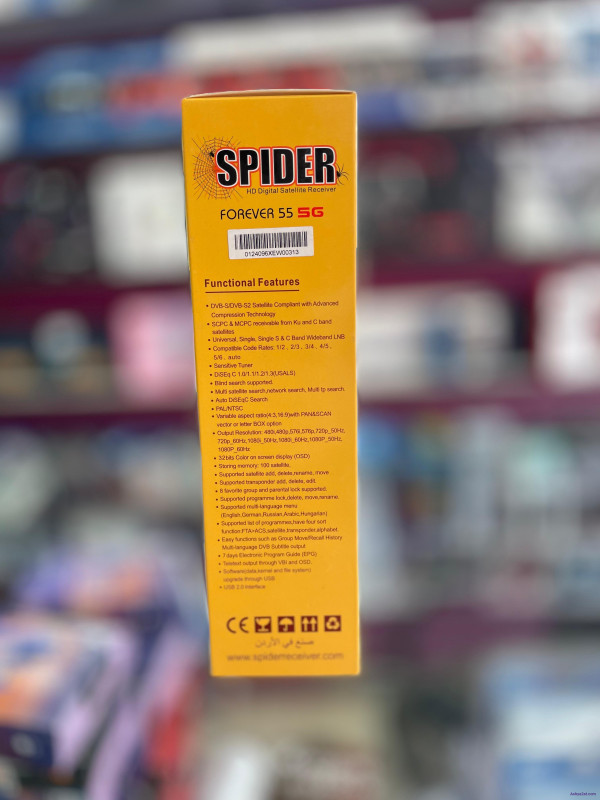 SPIDER
HD Digital Satellite Receiver
FOREVER 55 5G
0124096XEW00313
Functional Features
• DVB-S/DVB-S2 Satellite Compliant with Advanced
Compression Technology
• SCPC & MCPC receivable from Ku and C band
satellites.
• Universal, Single, Single S & C Band Wideband LNB
• Compatible Code Rates: 1/2 , 2/3 , 3/4 , 4/5 ,
5/6 , auto
• Sensitive Tuner
• DiSEq C 1.0/1.1/1.2/1.3(USALS)
• Blind search supported.
• Multi satellite search,network search, Multi tp search.
• Auto DiSEqC Search
• PAL/NTSC
• Variable aspect ratio(4:3,16:9)with PAN&SCAN
vector or letter BOX option
• Output Resolution: 480i,480p,576i,576p,720p_50Hz,
720p_60Hz,1080i_50Hz,1080i_60Hz,1080P_50Hz,
1080P_60Hz
• 32bits Color on screen display (OSD)
• Storing memory: 100 satellite.
• Supported satellite add, delete,rename, move
• Supported transponder add, delete, edit.
• 8 favorite group and parental lock supported.
• Supported programme lock,delete, move,rename.
• Supported multi-language menu
(English,German,Russian,Arabic,Hungarian)
• Supported list of programmes,have four sort
function:FTA+ACS,satellite,transponder,alphabet.
• Easy functions such as Group Move/Recall History
Multi-language DVB Subtitle output
• 7days Electronic Program Guide (EPG)
• Teletext output through VBI and OSD.
• Software(data,kernel and file system)
upgrade through USB
• USB 2.0 Interface
CE
صنع في الأردن
www.spiderreceiver.com